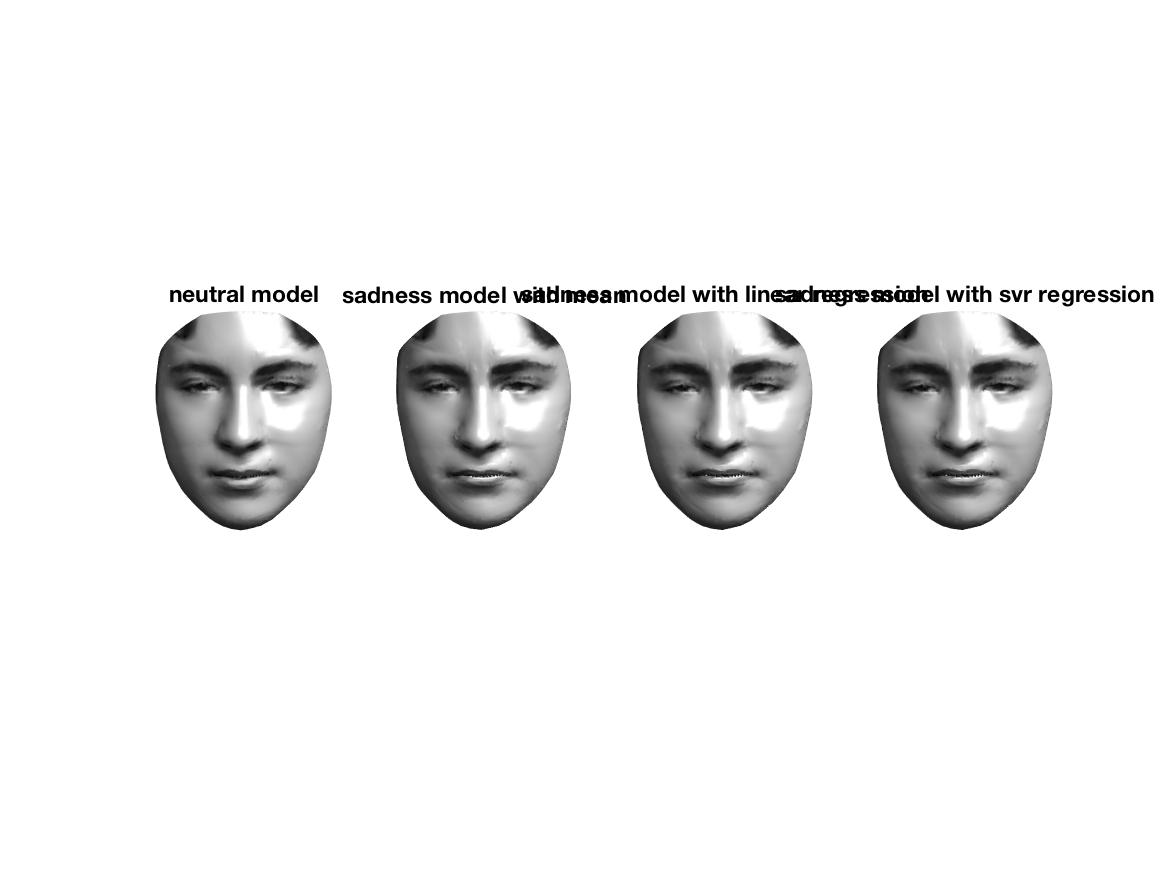 neutral model
sadness model with mean
sadness model with linear regression
sadness model with svr regression